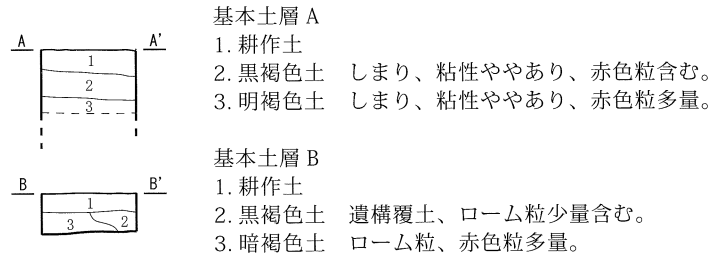 基本土層 A
A A'
1
2
3
1. 耕作土
2. 黒褐色土 しまり、粘性ややあり、赤色粒含む。
3. 明褐色土 しまり、粘性ややあり、赤色粒多量。
基本土層 B
B B'
1
3 2
1. 耕作土
2. 黒褐色土 遺構覆土、ローム粒少量含む。
3. 暗褐色土 ローム粒、赤色粒多量。